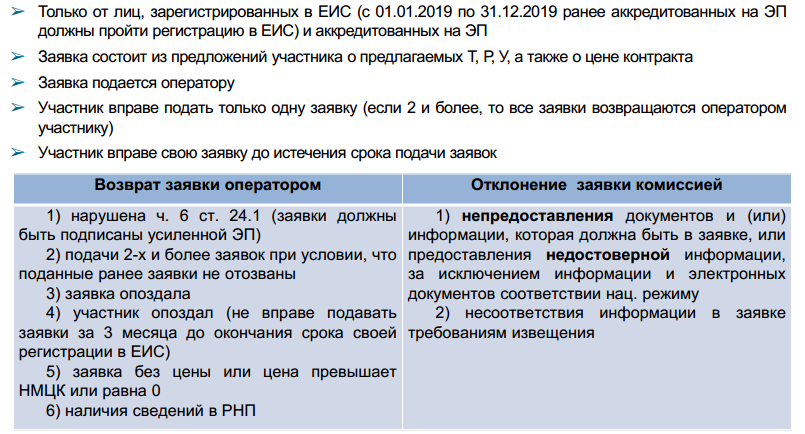 Только от лиц, зарегистрированных в ЕИС (с 01.01.2019 по 31.12.2019 ранее аккредитованных на ЭП
должны пройти регистрацию в ЕИС) и аккредитованных на ЭП
Заявка состоит из предложений участника о предлагаемых Т, Р, У, а также о цене контракта
Заявка подается оператору
Участник вправе подать только одну заявку (если 2 и более, то все заявки возвращаются оператором
участнику)
Участник вправе свою заявку до истечения срока подачи заявок
Возврат заявки оператором
1) нарушена ч. 6 ст. 24.1 (заявки должны
быть подписаны усиленной ЭП)
2) подачи 2-х и более заявок при условии, что
поданные ранее заявки не отозваны
3) заявка опоздала
4) участник опоздал (не вправе подавать
заявки за 3 месяца до окончания срока своей
регистрации в ЕИС)
5) заявка без цены или цена превышает
НМЦК или равна 0
6) наличия сведений в РНП
Отклонение заявки комиссией
1) непредоставления документов и (или)
информации, которая должна быть в заявке, или
предоставления недостоверной информации,
за исключением информации и электронных
документов соответствии нац. режиму
2) несоответствия информации в заявке
требованиям извещения